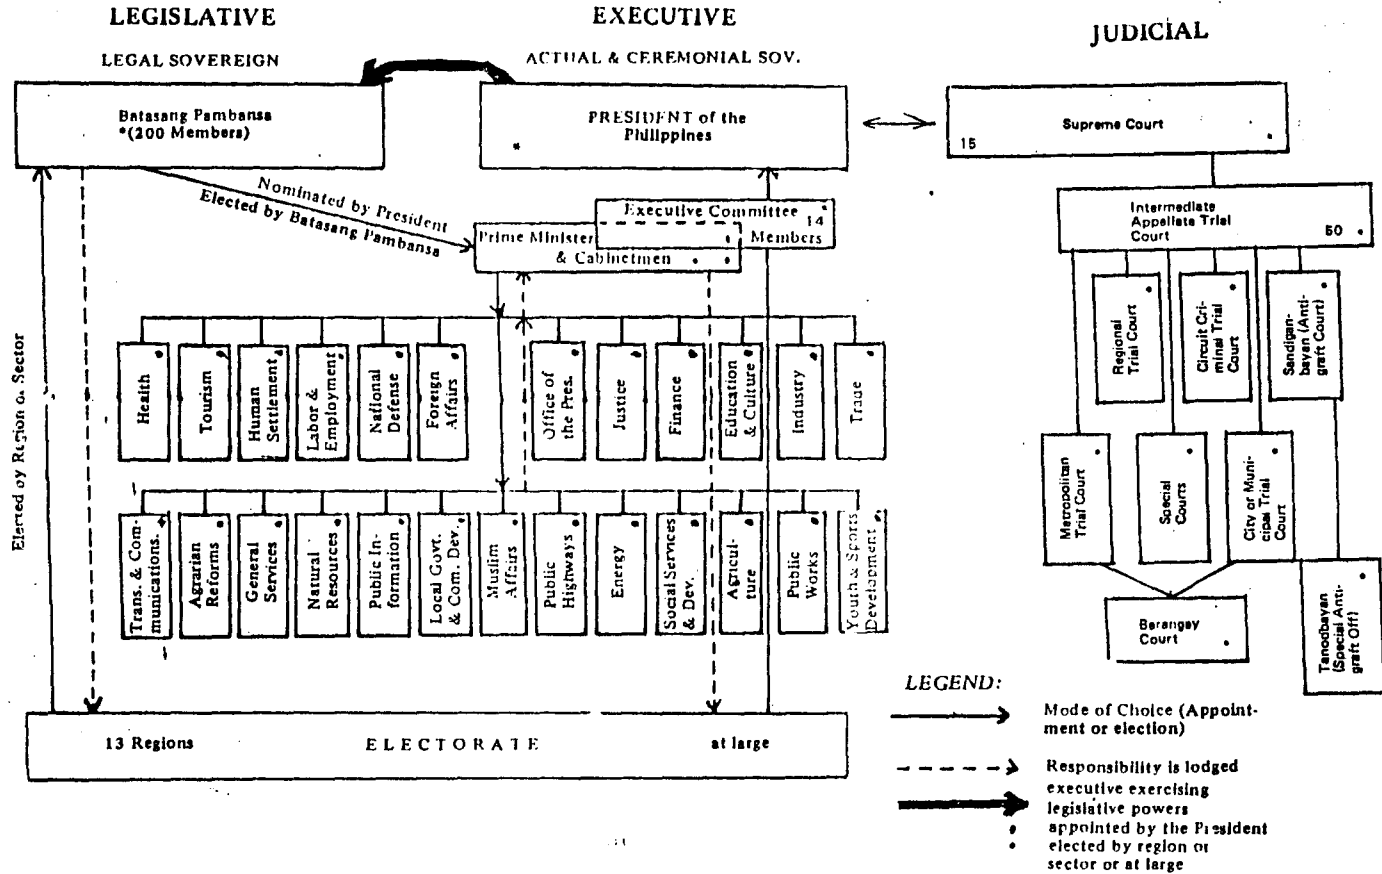 LEGISLATIVE
EXECUTIVE
JUDICIAL
LEGAL SOVEREIGN
ACTUAL & CEREMONIAL SOV.
Batasang Pambansa
*(200 Members)
PRESIDENT of the
Philippines
*
Supreme Court
15
Nominated by President
Elected by Batasang Pambansa
Executive Committee
14
Members
Prime Minister
& Cabinetmen
Intermediate
Appellate Trial
Court
50
Elected by Region or Sector
Health
Tourism
Human
Settlement
Labor &
Employment
National
Defense
Foreign
Affairs
Office of
the Pres.
Justice
Finance
Education
& Culture
Industry
Trade
Regional
Trial Court
Circuit Cri-
minal Trial
Court
Sandigan-
bayan (Anti-
graft Court)
Trans. & Com-
munications.
Agrarian
Reforms
General
Services
Natural
Resources
Public In-
formation
Local Govt.
& Com. Dev.
Muslim
Affairs
Public
Highways
Energy
Social Services
& Dev.
Agricul-
ture
Public
Works
Youth & Sports
Development
Metropolitan
Trial Court
Special
Courts
City or Muni-
cipal Trial
Court
Barangay
Court
Tanodbayan
(Special Anti-
graft Off)
13 Regions
ELECTORATE
at large
LEGEND:
Mode of Choice (Appoint-
ment or election)
Responsibility is lodged
executive exercising
legislative powers
appointed by the President
elected by region or
sector or at large